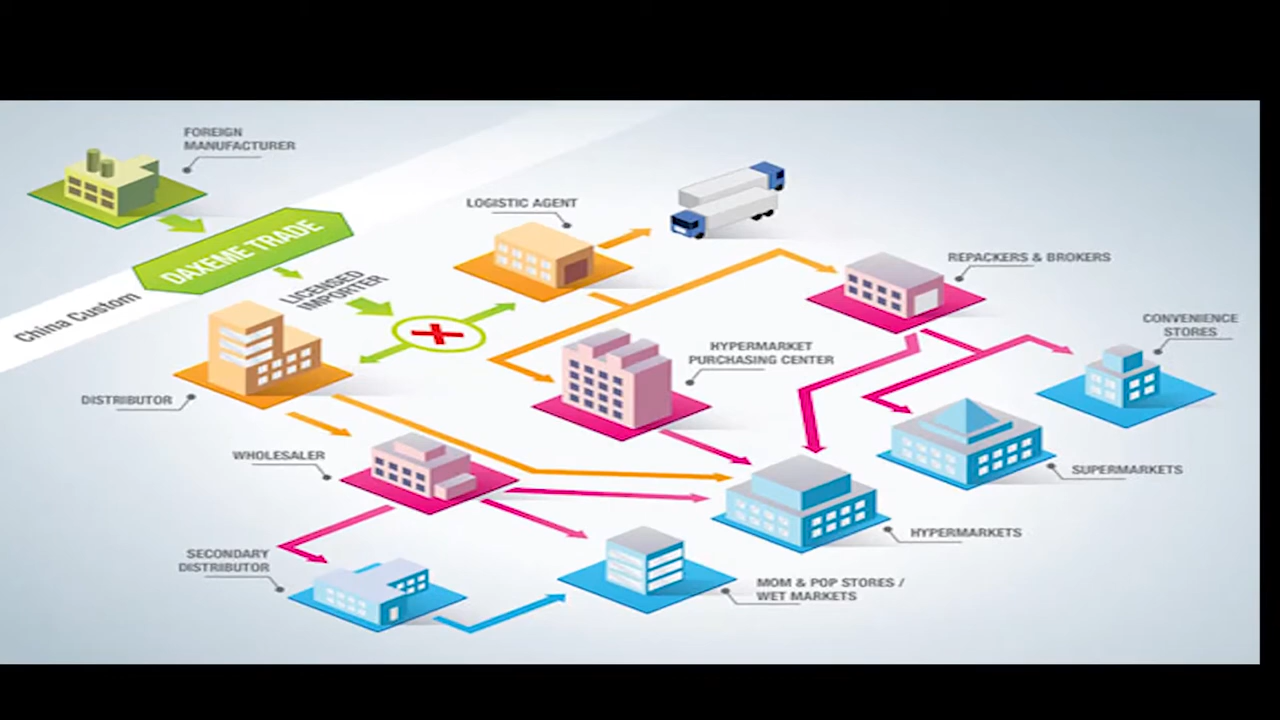 FOREIGN
MANUFACTURER
DAXEME TRADE
China Custom
LICENSED
IMPORTER
LOGISTIC AGENT
REPACKERS & BROKERS
CONVENIENCE
STORES
HYPERMARKET
PURCHASING CENTER
DISTRIBUTOR
WHOLESALER
SUPERMARKETS
HYPERMARKETS
SECONDARY
DISTRIBUTOR
MOM & POP STORES /
WET MARKETS